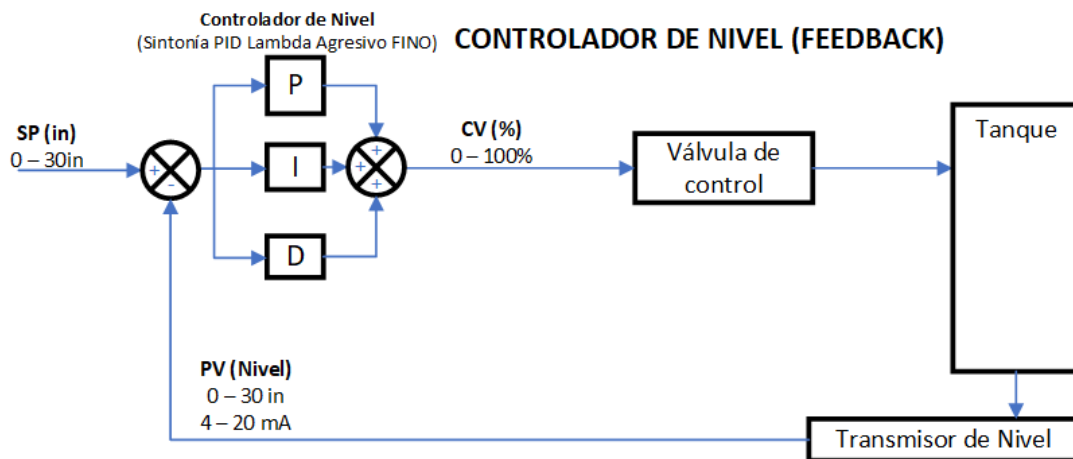 Controlador de Nivel
(Sintonía PID Lambda Agresivo FINO)
CONTROLADOR DE NIVEL (FEEDBACK)
P
SP (in)
0 – 30in
+
-
I
D
+
+
+
CV (%)
0 – 100%
Válvula de
control
Tanque
PV (Nivel)
0 – 30 in
4 – 20 mA
Transmisor de Nivel